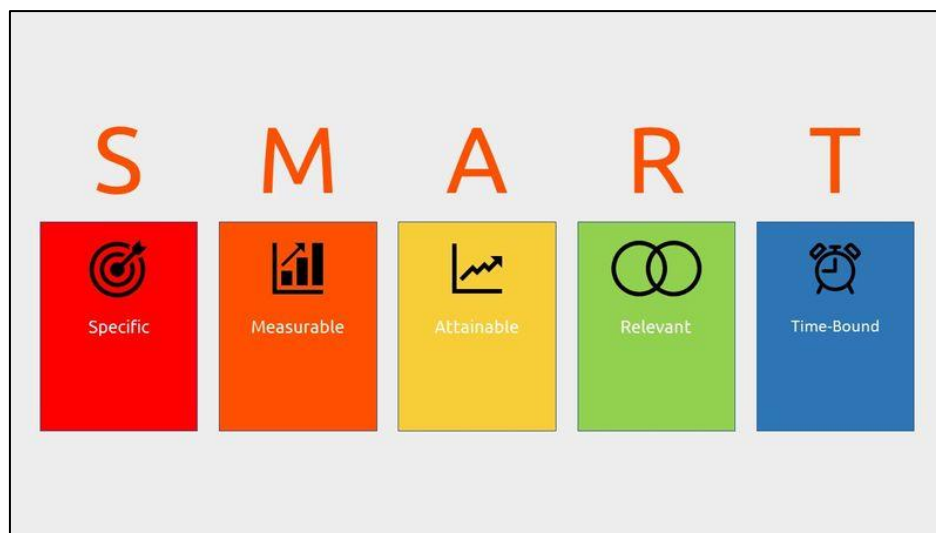 S M A R T
Specific
Measurable
Attainable
Relevant
Time-Bound